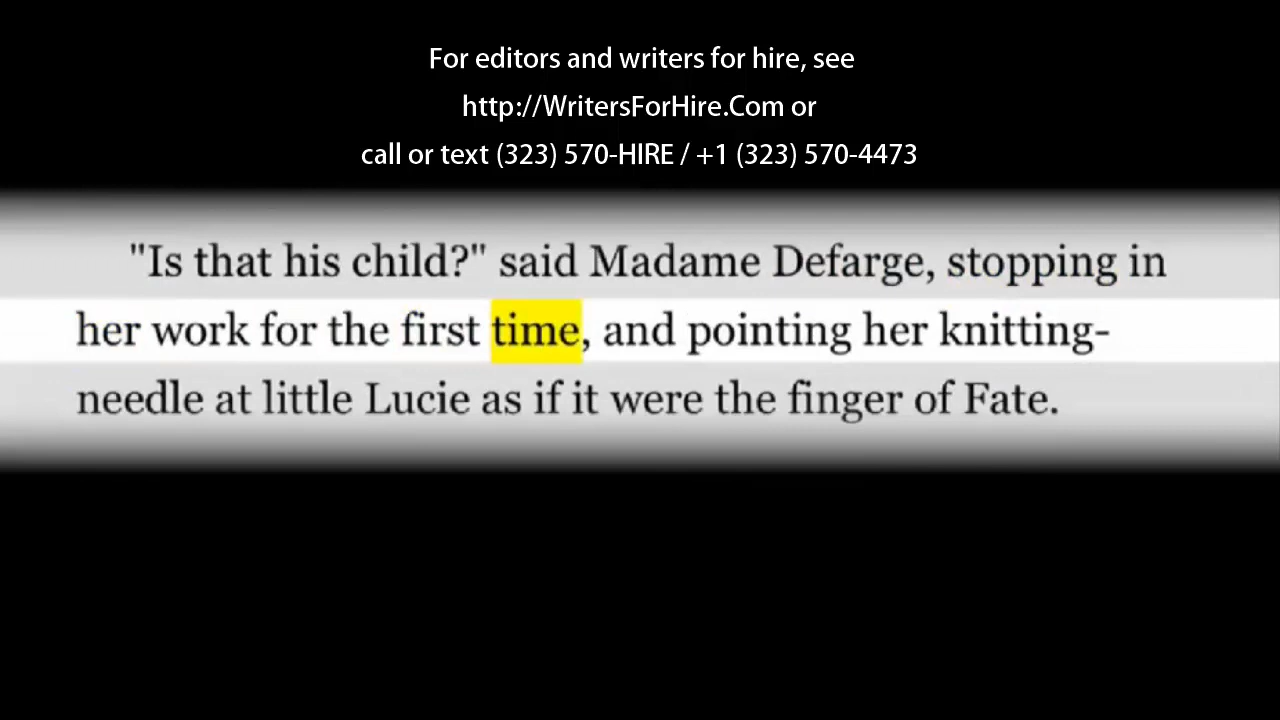 For editors and writers for hire, see
http://WritersForHire.Com or
call or text (323) 570-HIRE / +1 (323) 570-4473
"Is that his child?" said Madame Defarge, stopping in
her work for the first time, and pointing her knitting-
needle at little Lucie as if it were the finger of Fate.